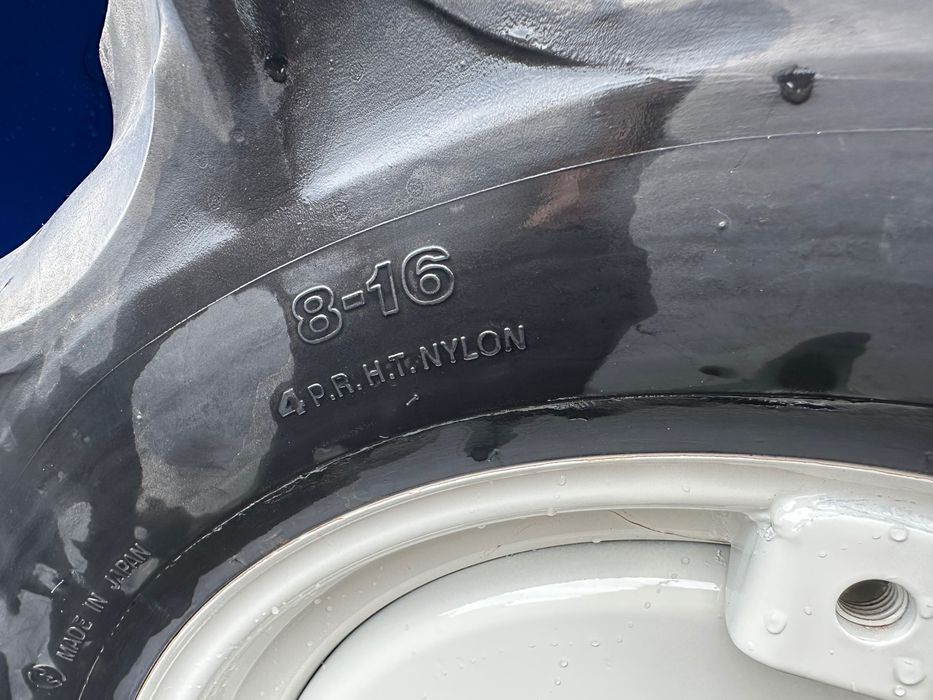 8-16
4 P.R. H.T. NYLON
MADE IN JAPAN